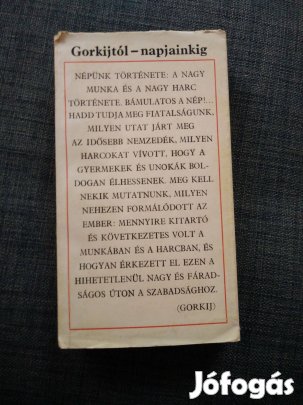 Gorkijtól – napjainkig
NÉPÜNK TÖRTÉNETE: A NAGY
MUNKA ÉS A NAGY HARC
TÖRTÉNETE. BÁMULATOS A NÉP!...
HADD TUDJA MEG FIATALSÁGUNK,
MILYEN UTAT JÁRT MEG
AZ IDŐSEBB NEMZEDÉK, MILYEN
HARCOKAT VÍVOTT, HOGY A
GYERMEKEK ÉS UNOKÁK BOL-
DOGAN ÉLHESSENEK. MEG KELL
NEKIK MUTATNUNK, MILYEN
NEHEZEN FORMÁLÓDOTT AZ
EMBER: MENNYIRE KITARTÓ
ÉS KÖVETKEZETES VOLT A
MUNKÁBAN ÉS A HARCBAN, ÉS
HOGYAN ÉRKEZETT EL EZEN A
HIHETETLENÜL NAGY ÉS FÁRAD-
SÁGOS ÚTON A SZABADSÁGHOZ.
(GORKIJ)
Jófogás